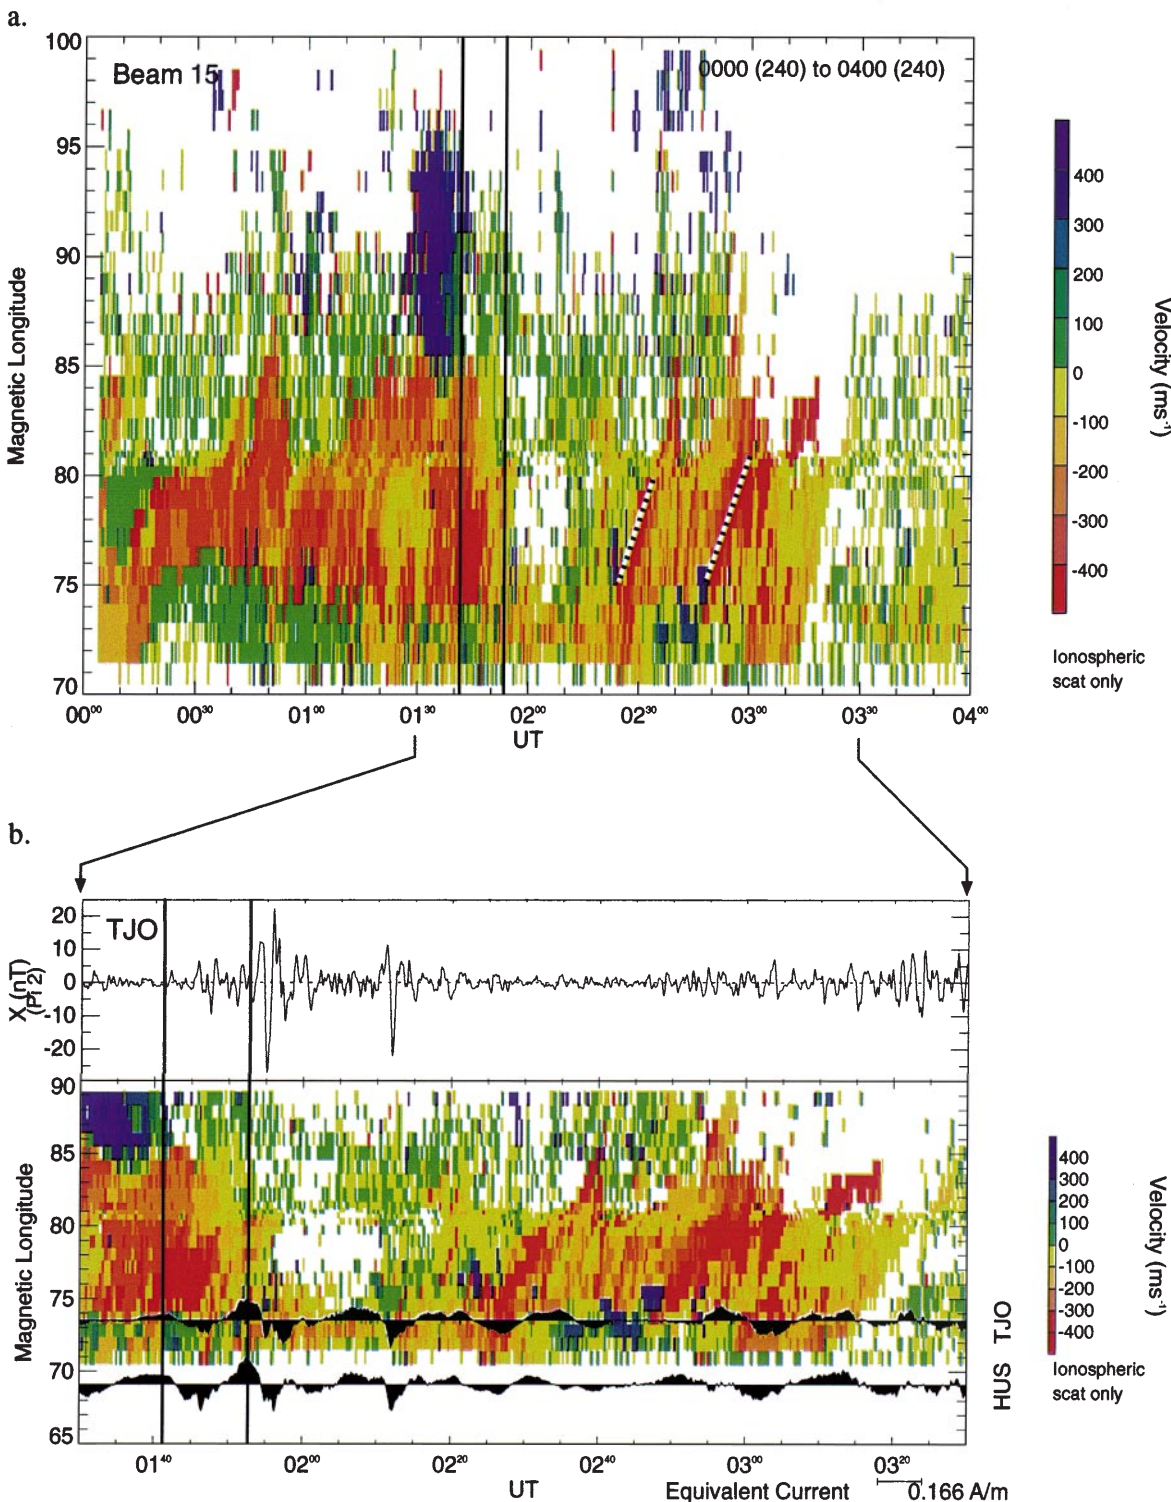 a.
Beam 15
0000 (240) to 0400 (240)
100
95
90
85
80
75
70
Magnetic Longitude
00⁰⁰ 00³⁰ 01⁰⁰ 01³⁰ 02⁰⁰ 02³⁰ 03⁰⁰ 03³⁰ 04⁰⁰
UT
400
300
200
100
0
-100
-200
-300
-400
Velocity (ms⁻¹)
Ionospheric
scat only
b.
TJO
20
10
0
-10
-20
X (nT)
(Pi 2)
90
85
80
75
70
65
Magnetic Longitude
TJO
HUS
400
300
200
100
0
-100
-200
-300
-400
Velocity (ms⁻¹)
Ionospheric
scat only
01⁴⁰ 02⁰⁰ 02²⁰ 02⁴⁰ 03⁰⁰ 03²⁰
UT
Equivalent Current 0.166 A/m